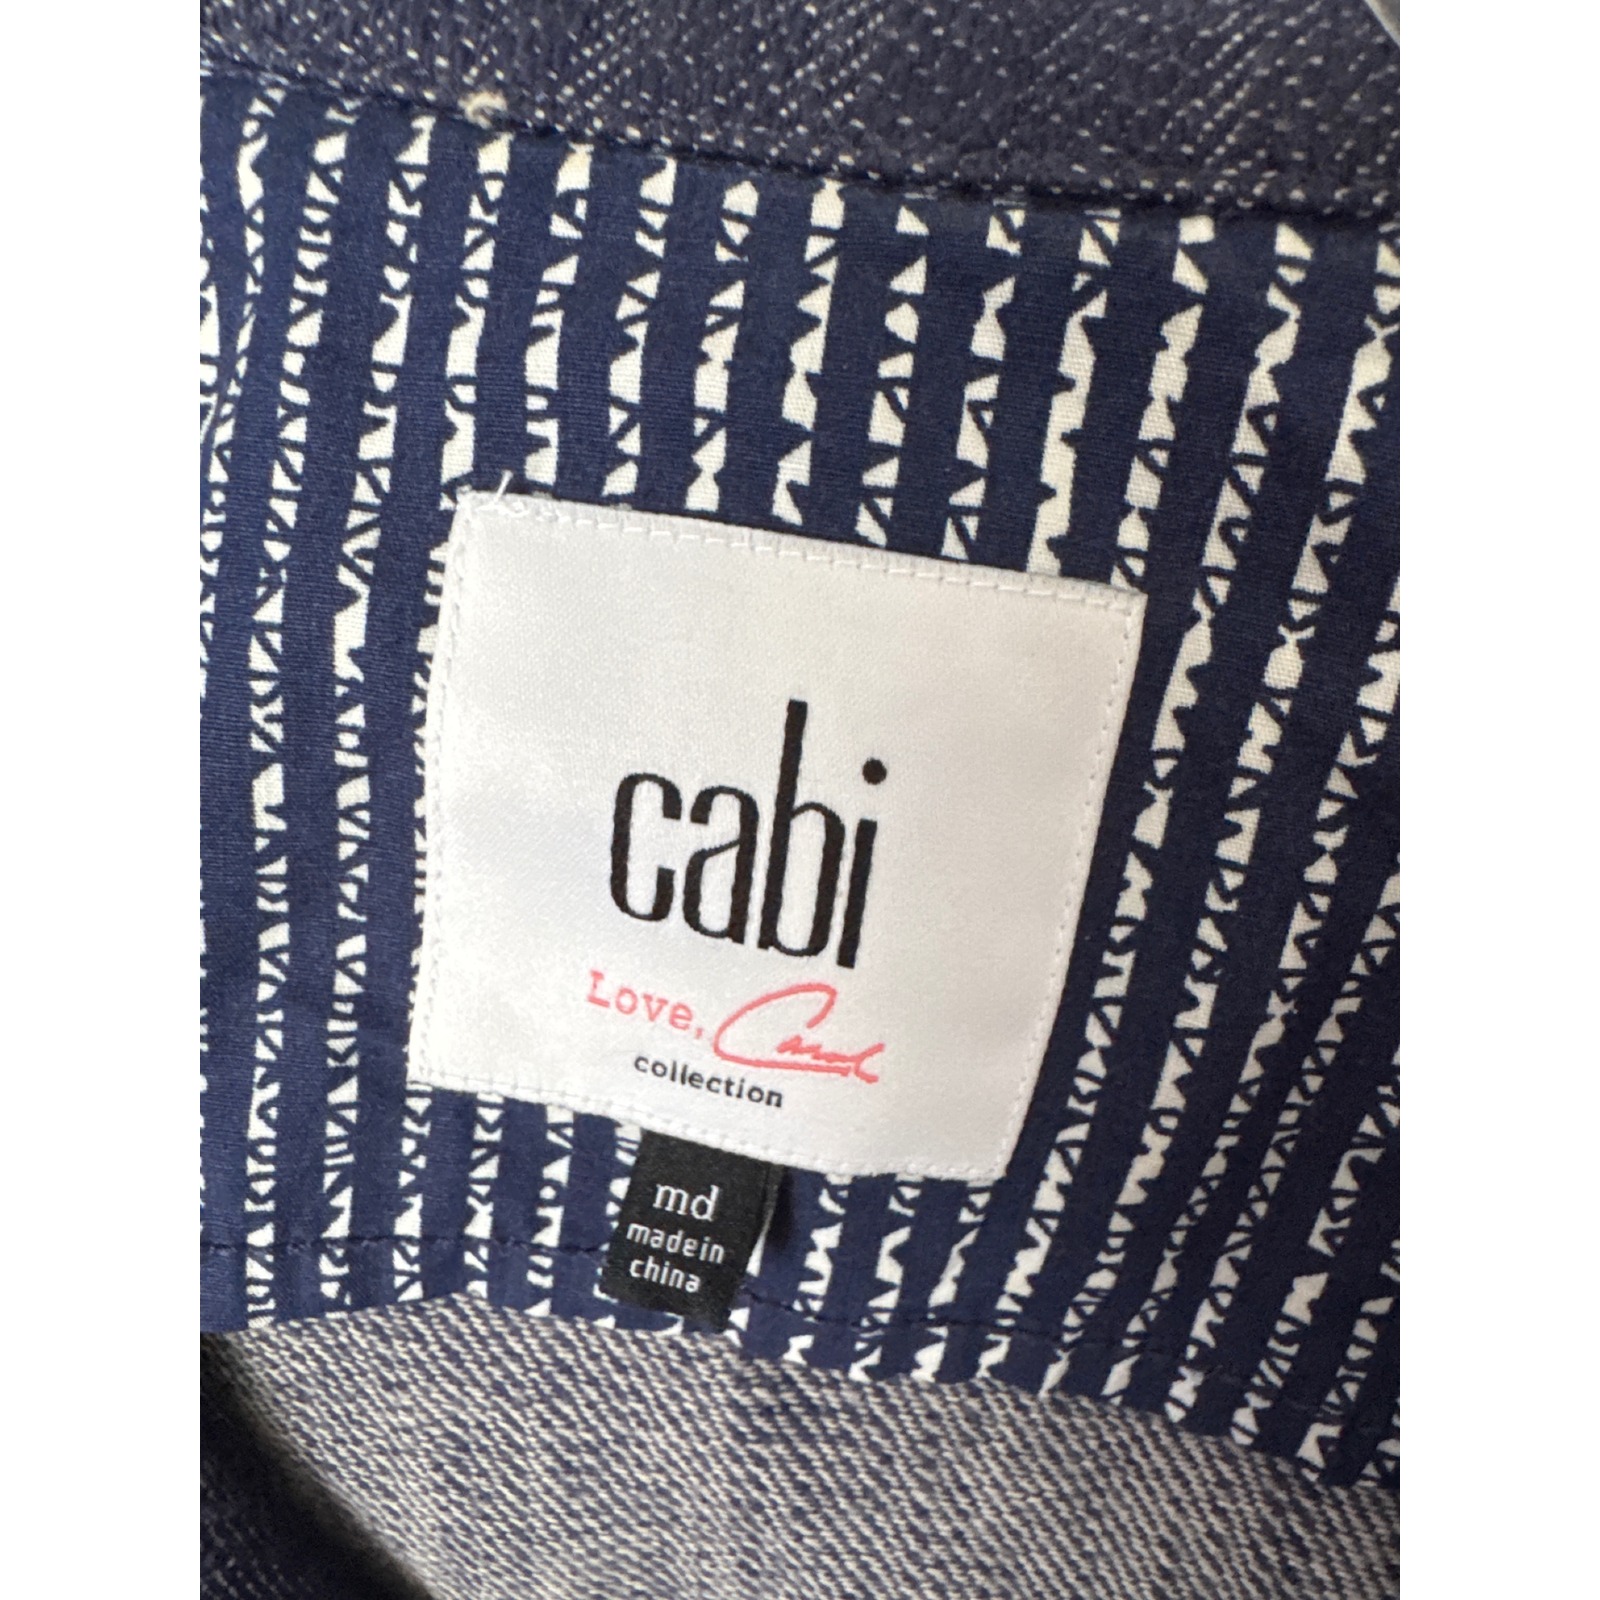 cabi
Love, Carol
collection
md
made in
china